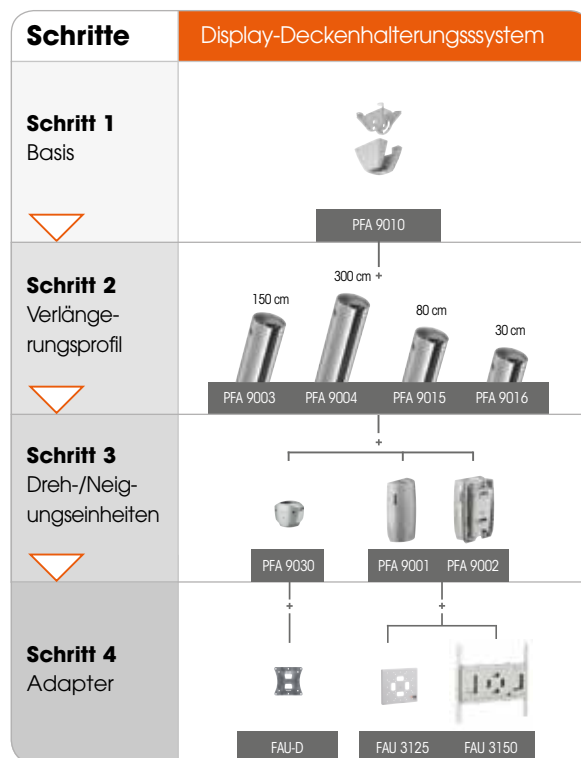 Schritte
Display-Deckenhalterungsssystem
Schritt 1
Basis
PFA 9010
+
Schritt 2
Verlänge-
rungsprofil
150 cm
300 cm
80 cm
30 cm
PFA 9003 PFA 9004 PFA 9015 PFA 9016
+
Schritt 3
Dreh-/Neig-
ungseinheiten
PFA 9030
PFA 9001 PFA 9002
+ +
Schritt 4
Adapter
FAU-D
FAU 3125 FAU 3150